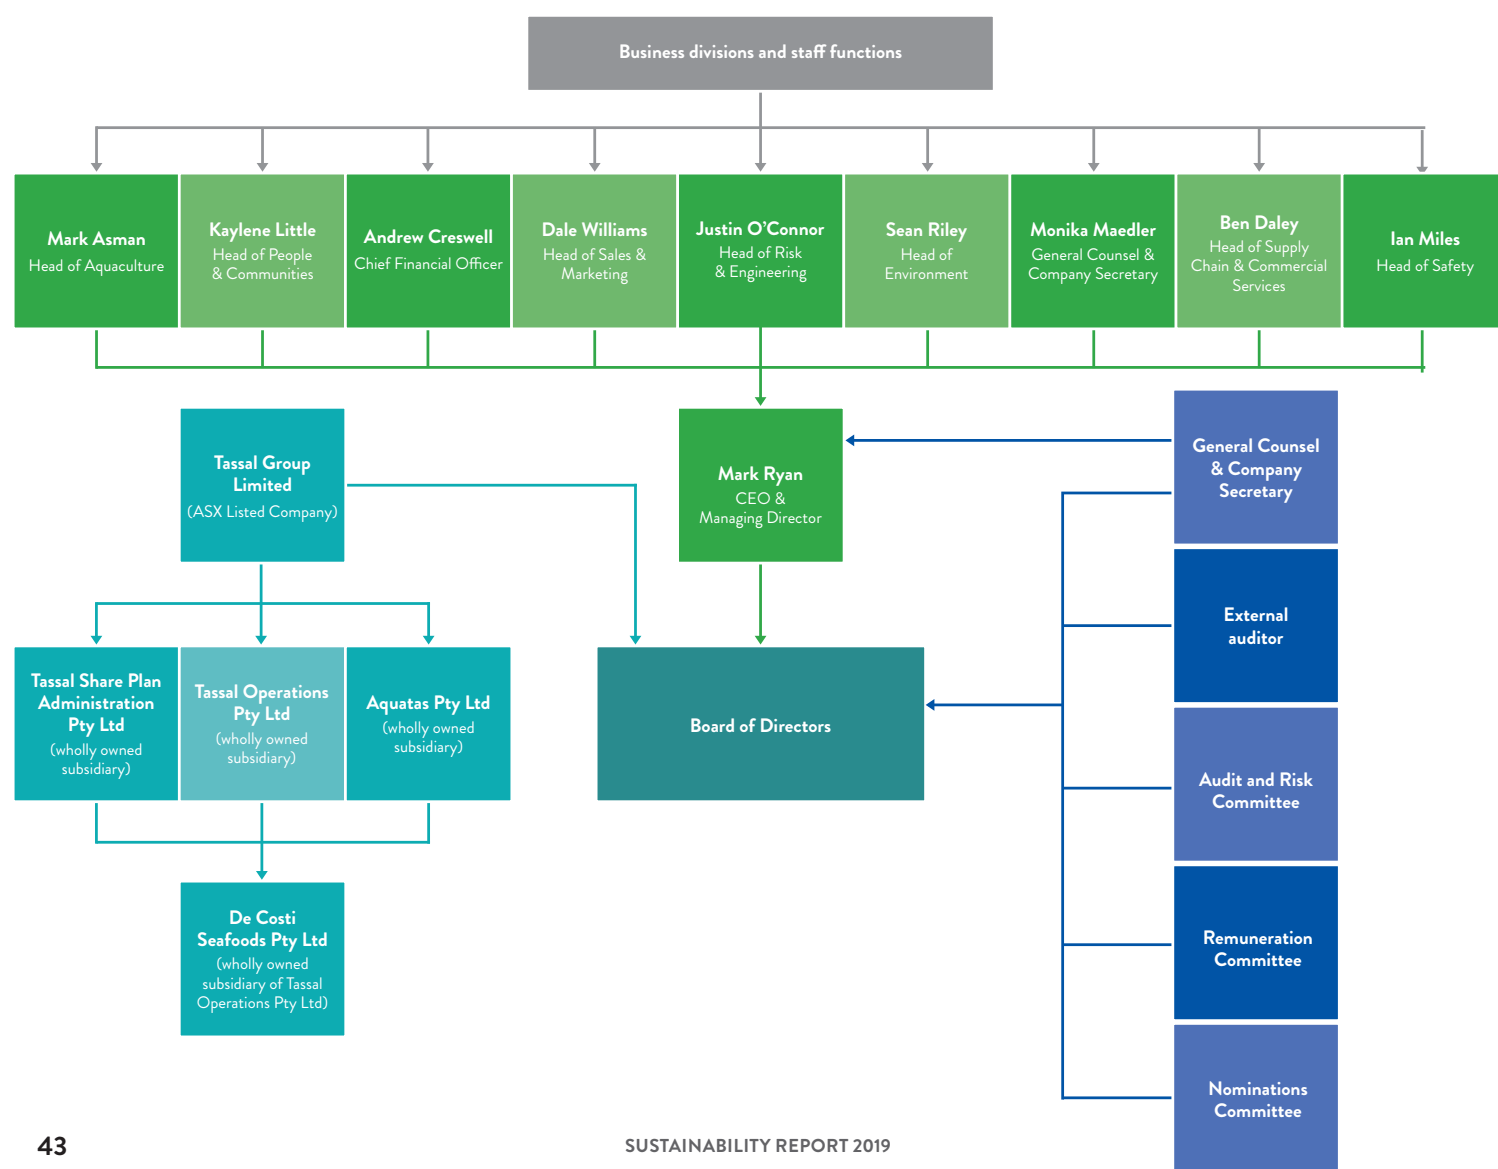 Business divisions and staff functions
Mark Asman
Head of Aquaculture
Kaylene Little
Head of People
& Communities
Andrew Creswell
Chief Financial Officer
Dale Williams
Head of Sales &
Marketing
Justin O’Connor
Head of Risk
& Engineering
Sean Riley
Head of
Environment
Monika Maedler
General Counsel &
Company Secretary
Ben Daley
Head of Supply
Chain & Commercial
Services
Ian Miles
Head of Safety
Tassal Group
Limited
(ASX Listed Company)
Mark Ryan
CEO &
Managing Director
General Counsel
& Company
Secretary
External
auditor
Tassal Share Plan
Administration
Pty Ltd
(wholly owned
subsidiary)
Tassal Operations
Pty Ltd
(wholly owned
subsidiary)
Aquatas Pty Ltd
(wholly owned
subsidiary)
Board of Directors
Audit and Risk
Committee
De Costi
Seafoods Pty Ltd
(wholly owned
subsidiary of Tassal
Operations Pty Ltd)
Remuneration
Committee
Nominations
Committee
43
SUSTAINABILITY REPORT 2019